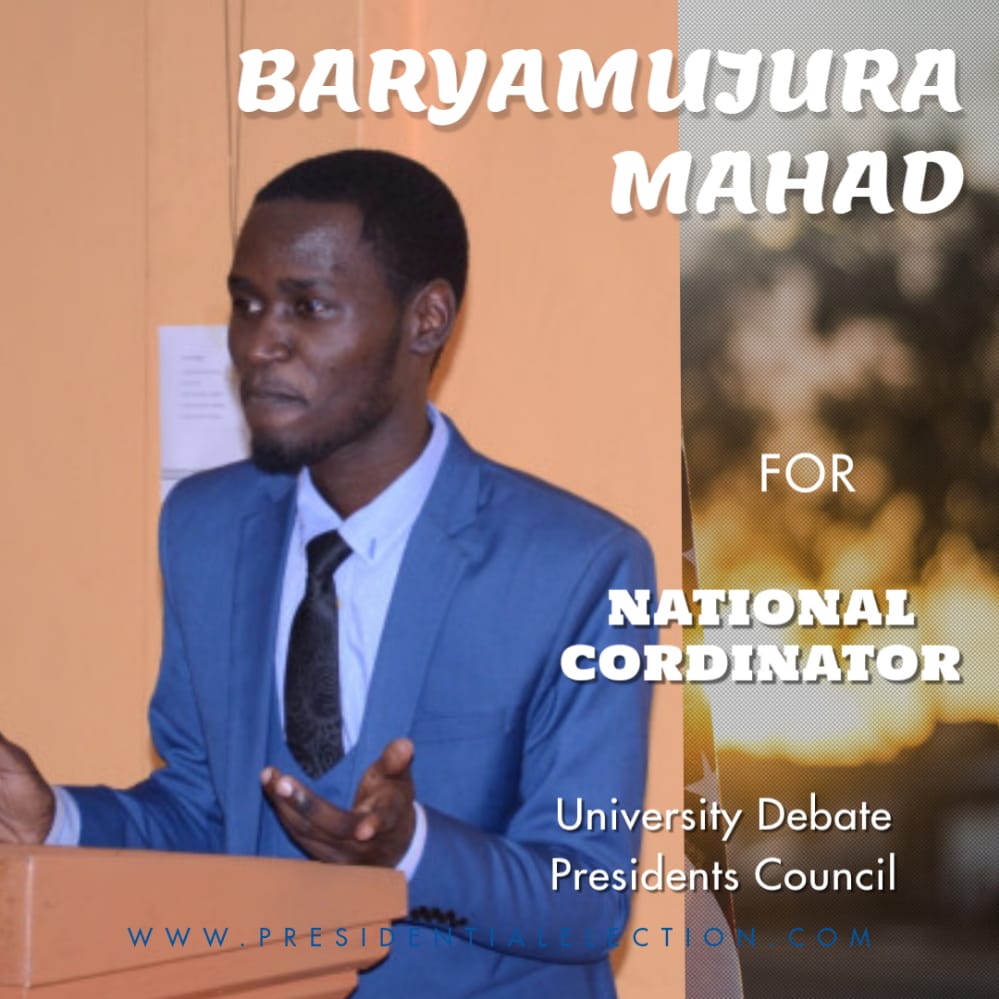 BARYAMUJURA
MAHAD
FOR
NATIONAL
CORDINATOR
University Debate
Presidents Council
WWW.PRESIDENTIALELECTION.COM